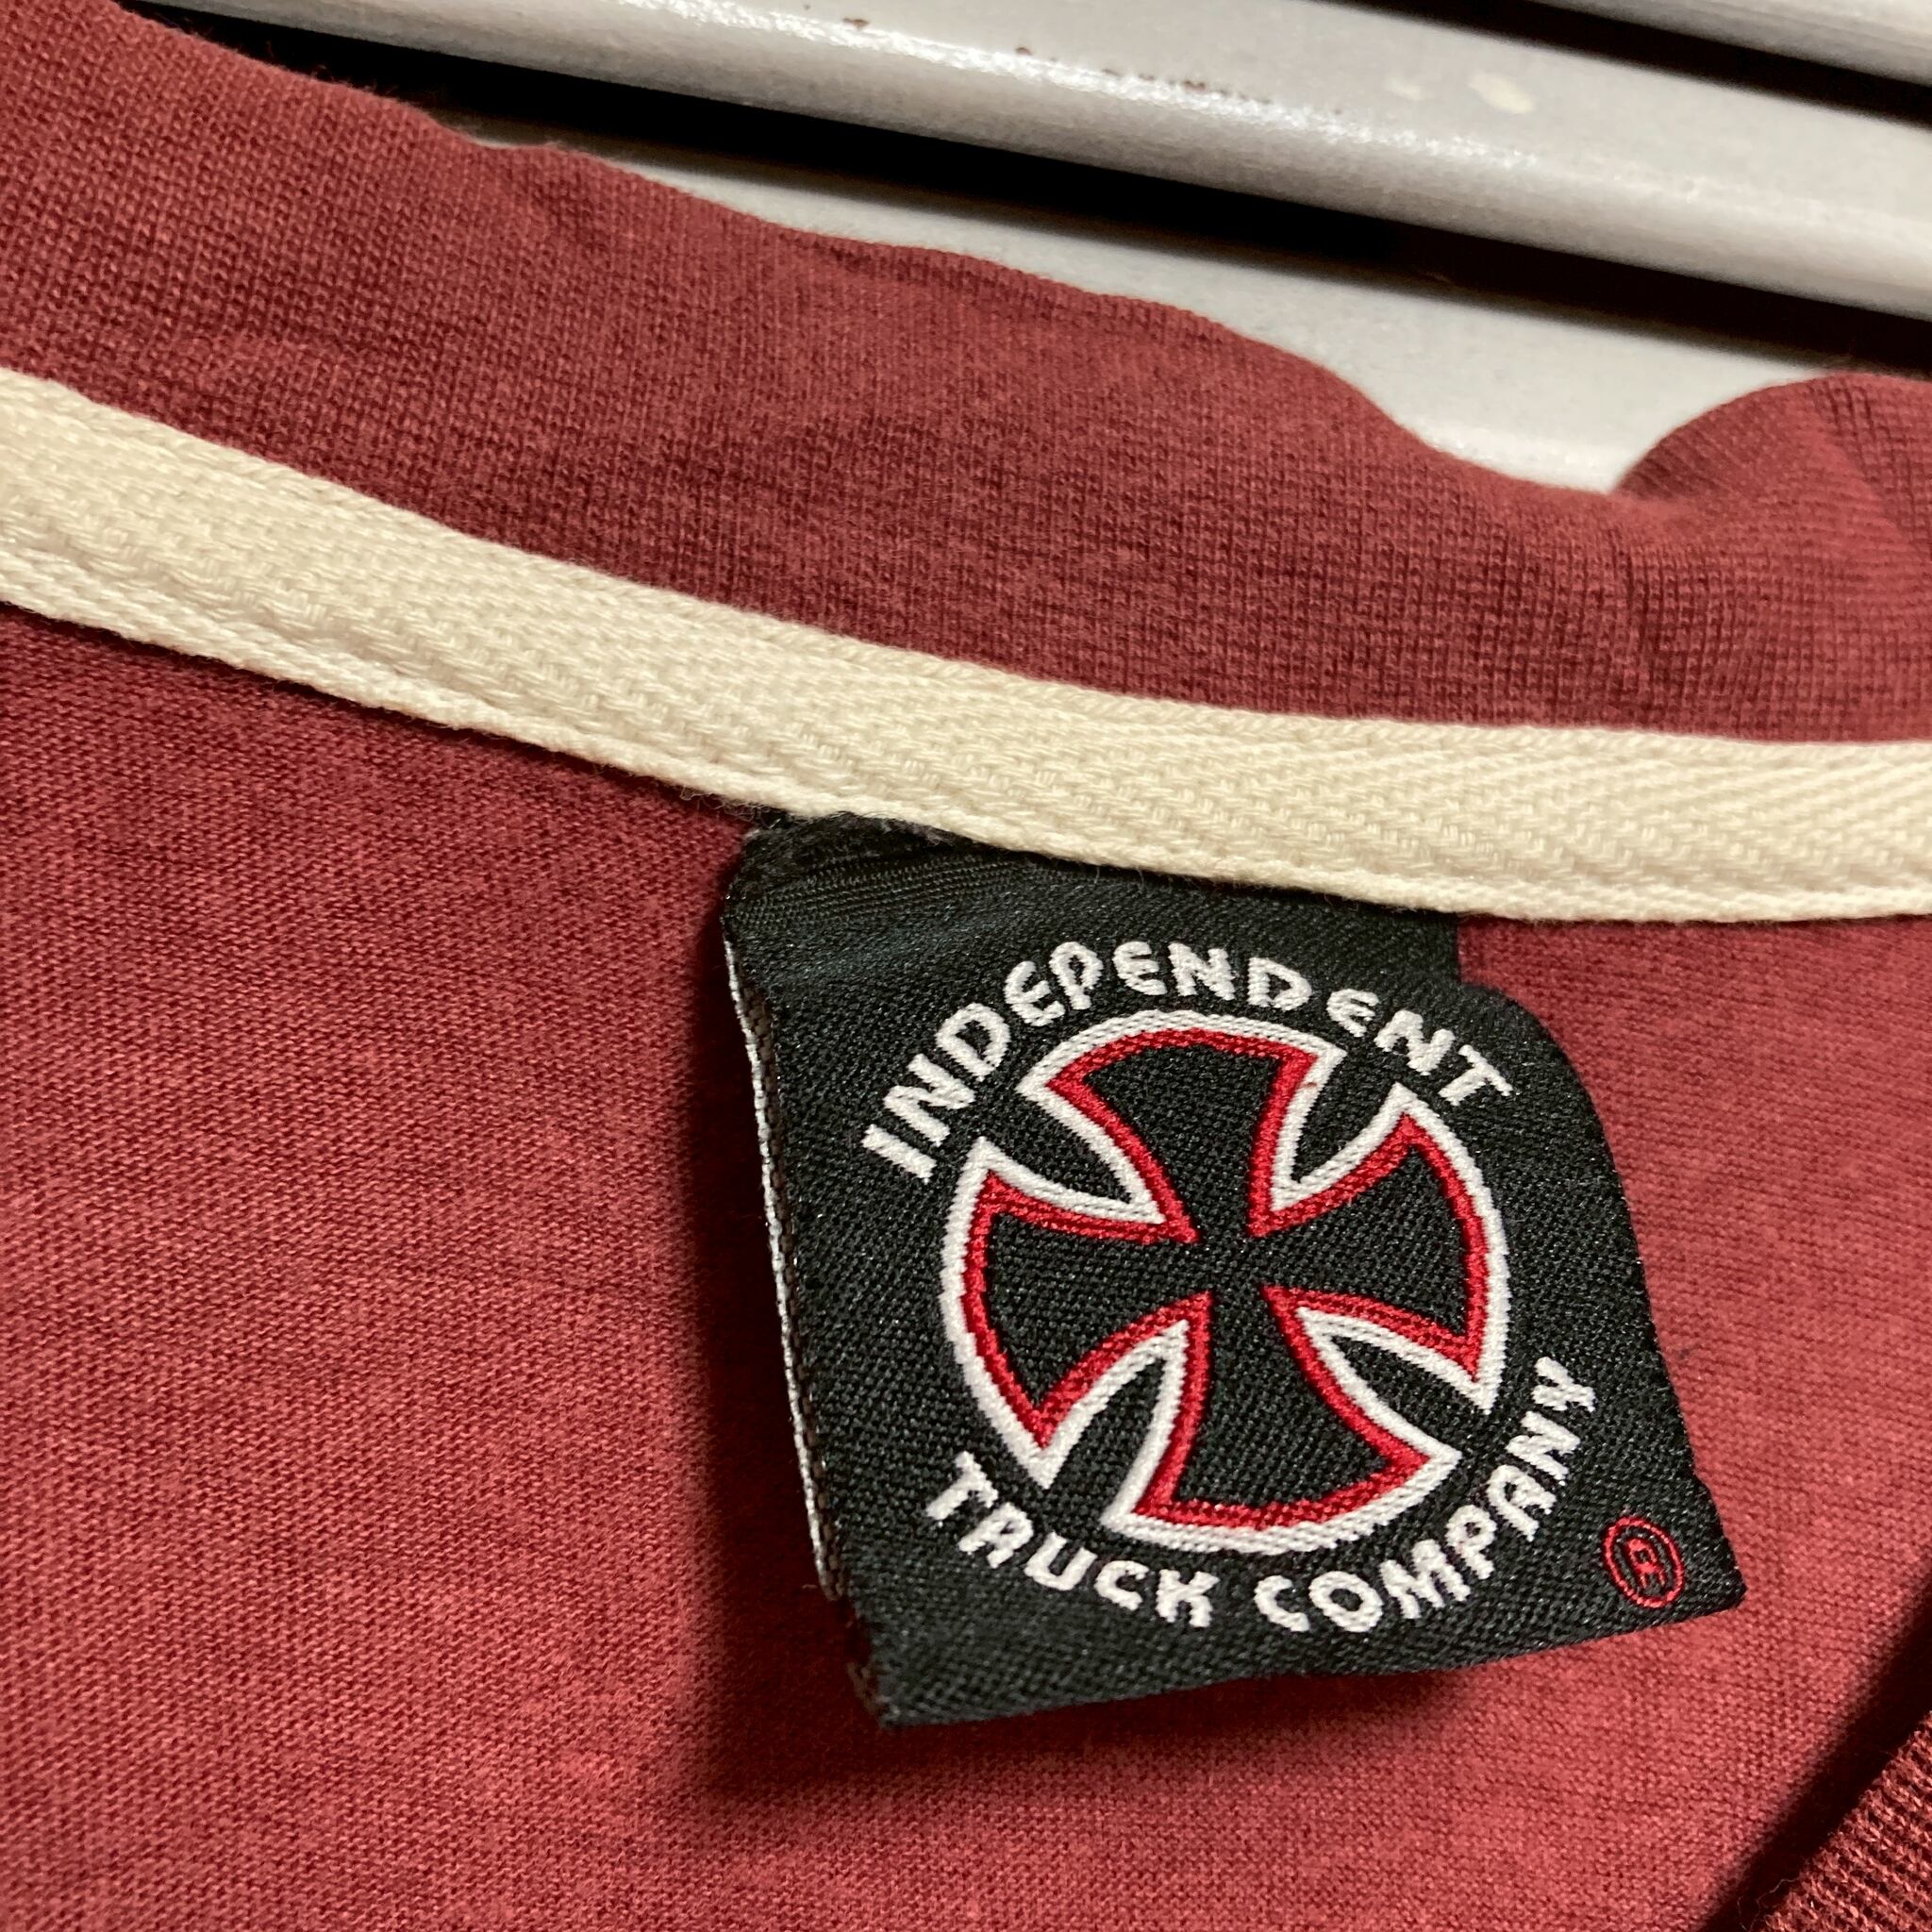 INDEPENDENT
TRUCK COMPANY
®